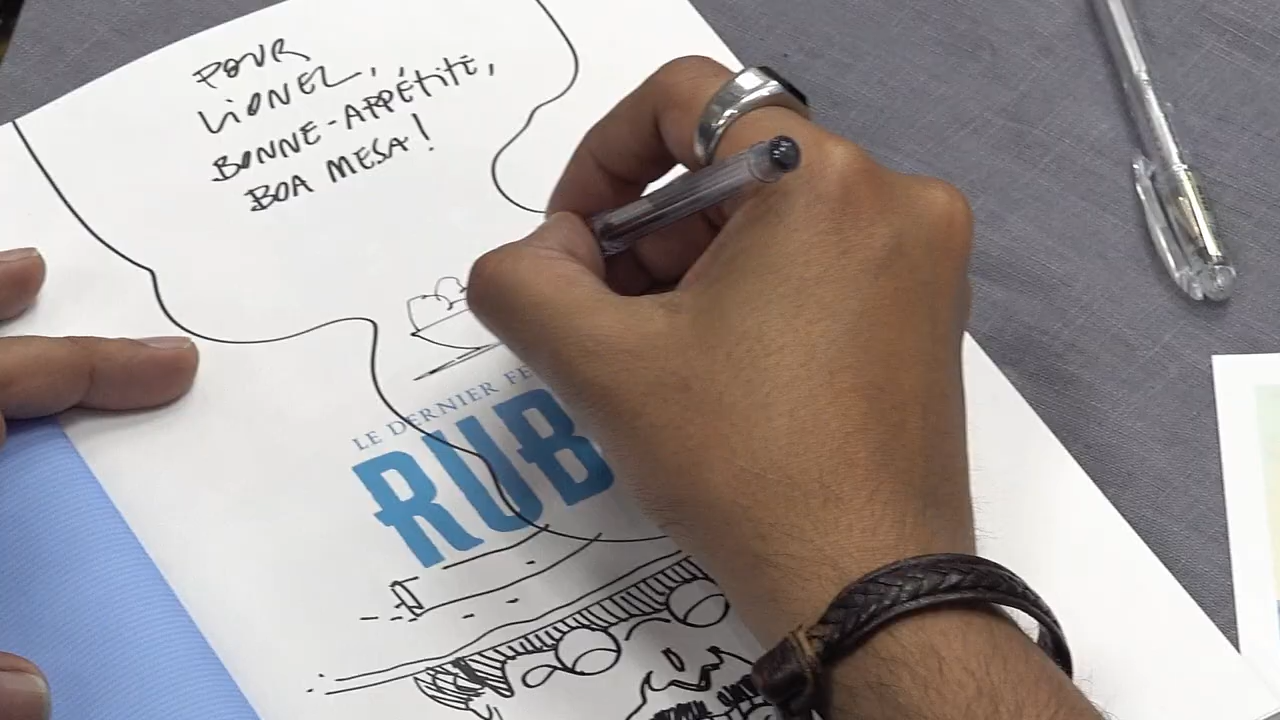 POUR
LIONEL,
BONNE-APPÉTITE,
BOA MESA!
LE DERNIER FE
RUB